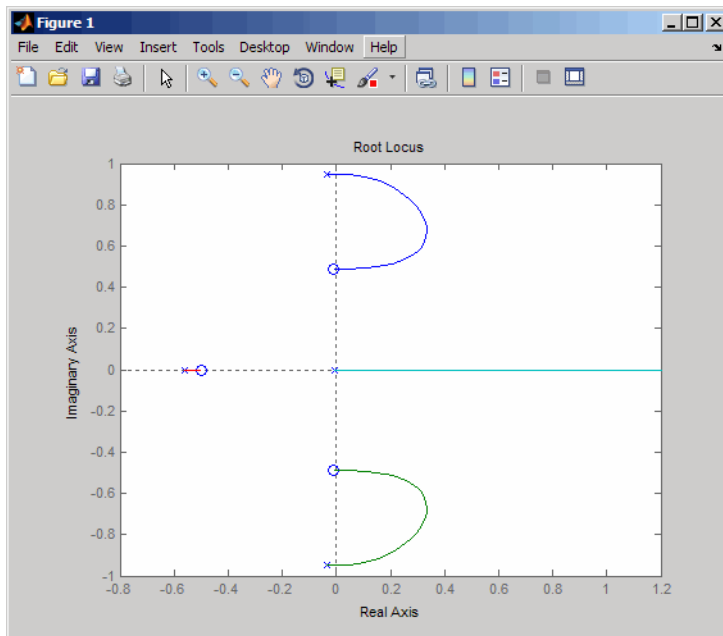 Figure 1
File Edit View Insert Tools Desktop Window Help
Root Locus
1
0.8
0.6
0.4
0.2
0
-0.2
-0.4
-0.6
-0.8
-1
Imaginary Axis
-0.8 -0.6 -0.4 -0.2 0 0.2 0.4 0.6 0.8 1 1.2
Real Axis